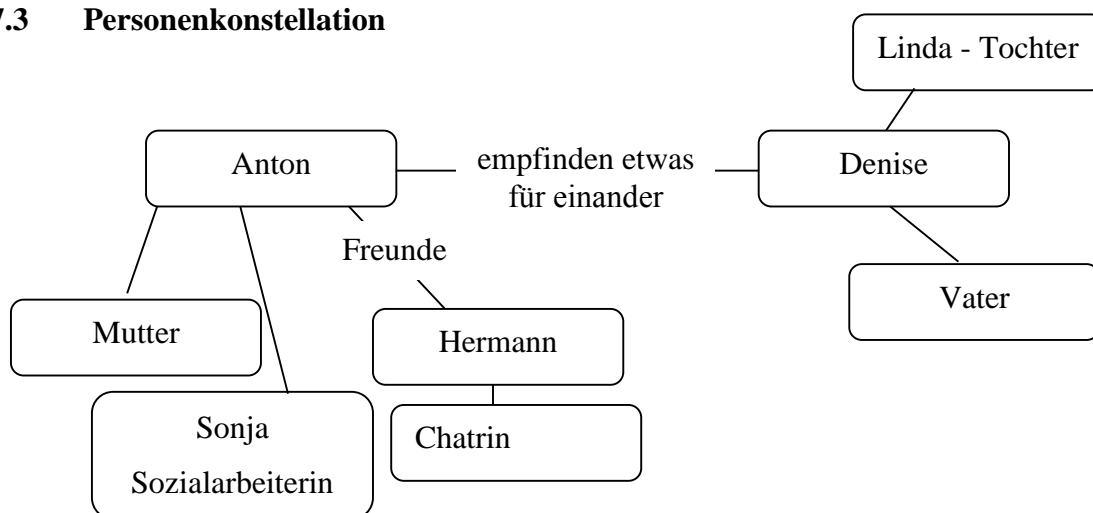 7.3 Personenkonstellation
Linda - Tochter
Anton
empfinden etwas
für einander
Denise
Freunde
Vater
Mutter
Hermann
Sonja
Sozialarbeiterin
Chatrin